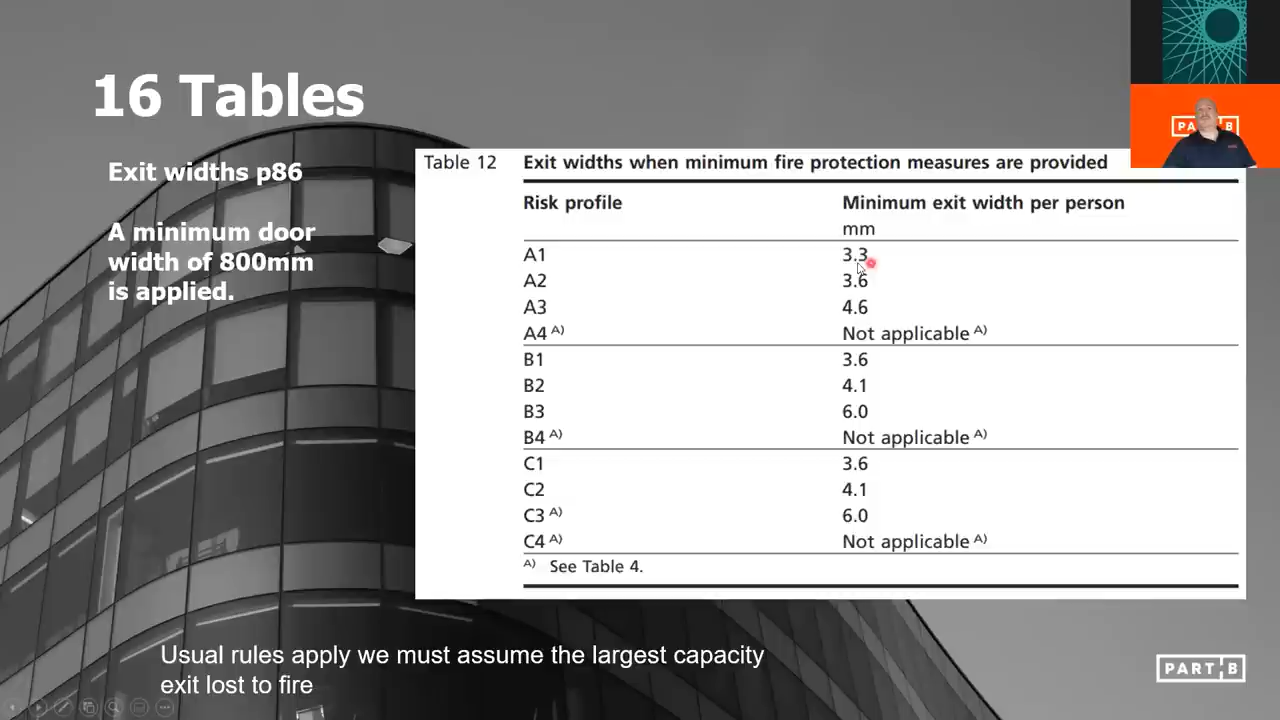 16 Tables
Exit widths p86
A minimum door
width of 800mm
is applied.
Table 12 Exit widths when minimum fire protection measures are provided
Risk profile Minimum exit width per person
mm
A1 3.3
A2 3.6
A3 4.6
A4 A) Not applicable A)
B1 3.6
B2 4.1
B3 6.0
B4 A) Not applicable A)
C1 3.6
C2 4.1
C3 A) 6.0
C4 A) Not applicable A)
A) See Table 4.
Usual rules apply we must assume the largest capacity
exit lost to fire
PART B